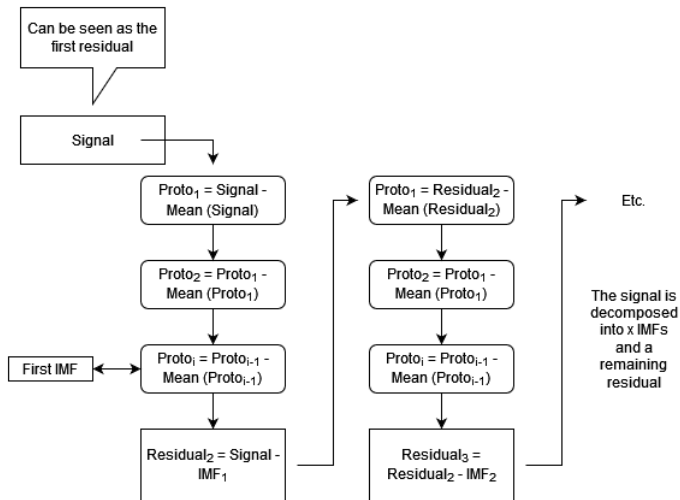 Can be seen as the
first residual
Signal
Proto₁ = Signal -
Mean (Signal)
Proto₂ = Proto₁ -
Mean (Proto₁)
First IMF
Protoᵢ = Protoᵢ₋₁ -
Mean (Protoᵢ₋₁)
Residual₂ = Signal -
IMF₁
Proto₁ = Residual₂ -
Mean (Residual₂)
Proto₂ = Proto₁ -
Mean (Proto₁)
Protoᵢ = Protoᵢ₋₁ -
Mean (Protoᵢ₋₁)
Residual₃ =
Residual₂ - IMF₂
Etc.
The signal is
decomposed
into x IMFs
and a
remaining
residual